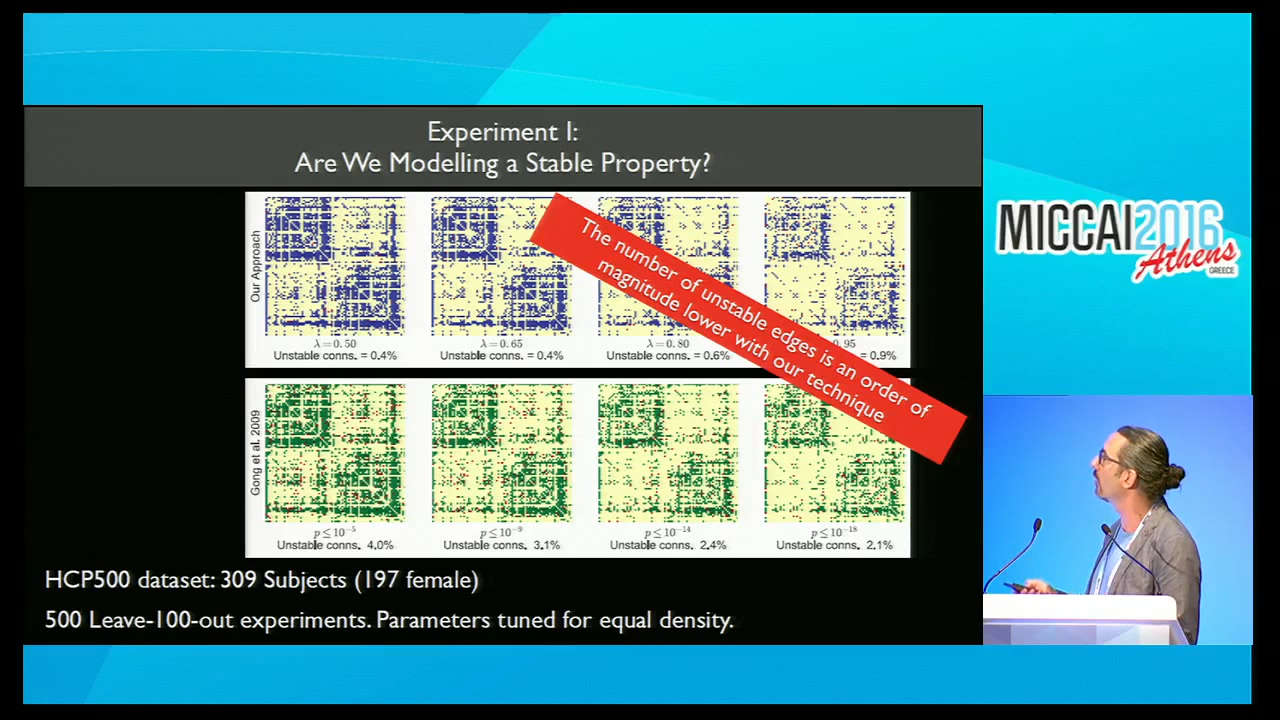 Experiment I:
Are We Modelling a Stable Property?
MICCAI2016
Athens
GREECE
Our Approach
λ = 0.50
Unstable conns. = 0.4%
λ = 0.65
Unstable conns. = 0.4%
λ = 0.80
Unstable conns. = 0.6%
.95
= 0.9%
The number of unstable edges is an order of
magnitude lower with our technique
Gong et al. 2009
p ≤ 10⁻⁵
Unstable conns. 4.0%
p ≤ 10⁻⁹
Unstable conns. 3.1%
p ≤ 10⁻¹⁴
Unstable conns. 2.4%
p ≤ 10⁻¹⁸
Unstable conns. 2.1%
HCP500 dataset: 309 Subjects (197 female)
500 Leave-100-out experiments. Parameters tuned for equal density.